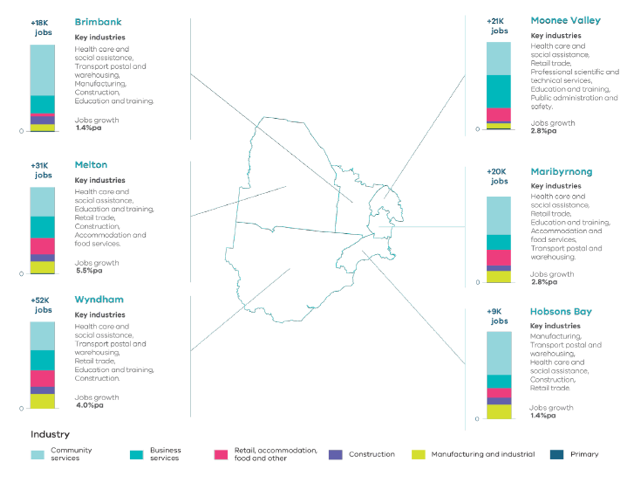 +18K
jobs
Brimbank
Key industries
Health care and
social assistance,
Transport postal and
warehousing,
Manufacturing,
Construction,
Education and training.
Jobs growth
1.4%pa
0
+31K
jobs
Melton
Key industries
Health care and
social assistance,
Education and training,
Retail trade,
Construction,
Accommodation and
food services.
Jobs growth
5.5%pa
0
+52K
jobs
Wyndham
Key industries
Health care and
social assistance,
Transport postal and
warehousing,
Retail trade,
Education and training,
Construction.
Jobs growth
4.0%pa
0
+21K
jobs
Moonee Valley
Key industries
Health care and
social assistance,
Retail trade,
Professional scientific and
technical services,
Education and training,
Public administration and
safety.
Jobs growth
2.8%pa
0
+20K
jobs
Maribyrnong
Key industries
Health care and
social assistance,
Retail trade,
Education and training,
Accommodation and
food services,
Transport postal and
warehousing.
Jobs growth
2.8%pa
0
+9K
jobs
Hobsons Bay
Key industries
Manufacturing,
Transport postal and
warehousing,
Health care and
social assistance,
Construction,
Retail trade.
Jobs growth
1.4%pa
0
Industry
Community
services
Business
services
Retail, accommodation,
food and other
Construction
Manufacturing and industrial
Primary